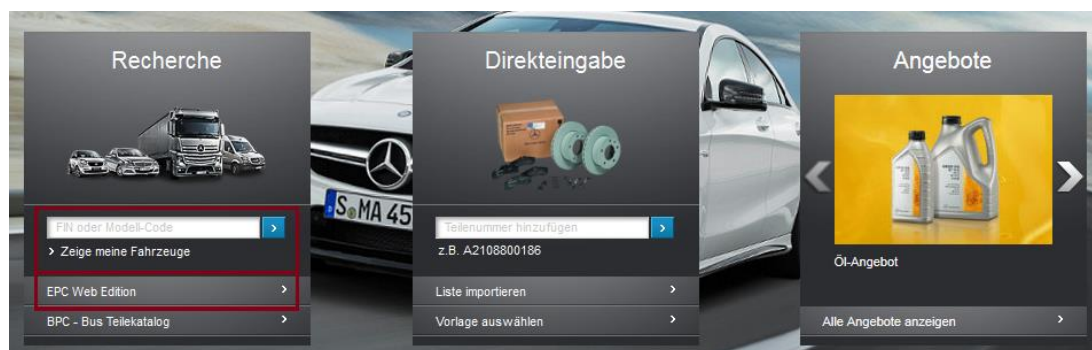 Recherche
FIN oder Modell-Code
> Zeige meine Fahrzeuge
EPC Web Edition
BPC - Bus Teilekatalog
Direkteingabe
Teilenummer hinzufügen
z.B. A2108800186
Liste importieren
Vorlage auswählen
Angebote
Öl-Angebot
Alle Angebote anzeigen
S MA 45